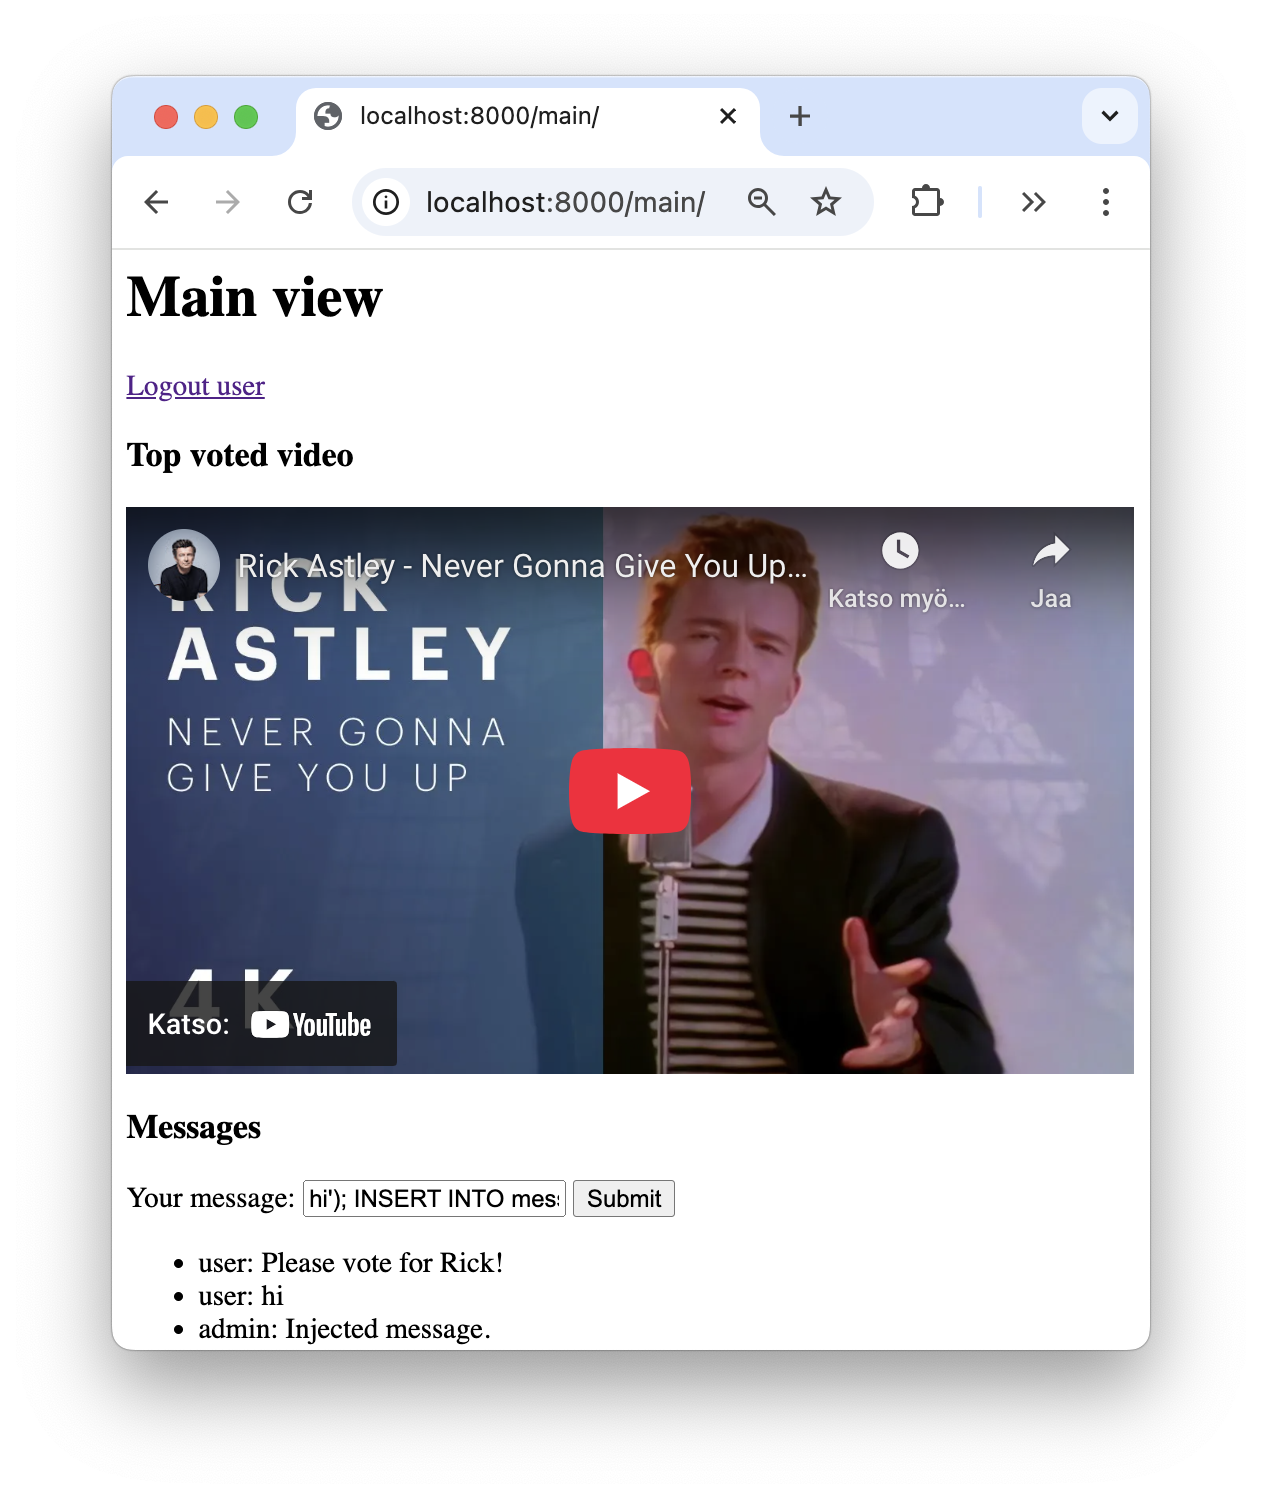 localhost:8000/main/
localhost:8000/main/
Main view
Logout user
Top voted video
Rick Astley - Never Gonna Give You Up...
Katso myö...
Jaa
RICK
ASTLEY
NEVER GONNA
GIVE YOU UP
4K
Katso: YouTube
Messages
Your message: hi'); INSERT INTO mes Submit
user: Please vote for Rick!
user: hi
admin: Injected message.